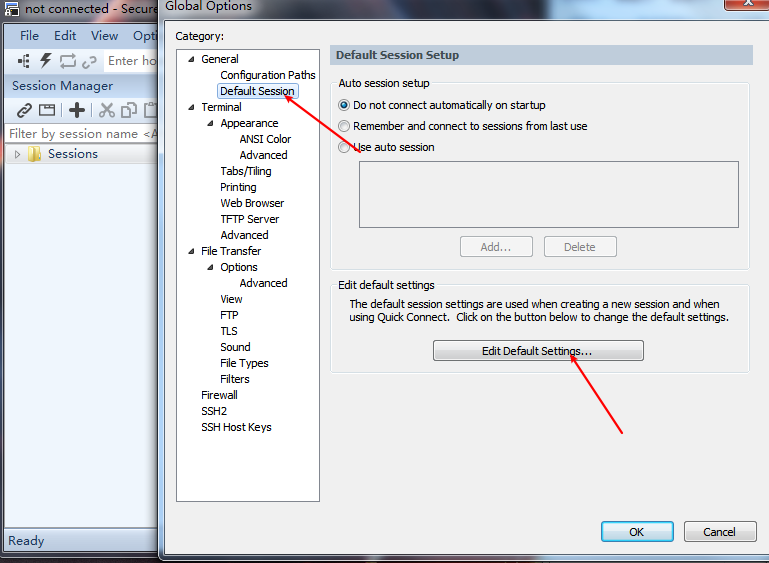 not connected - Secure
File Edit View Opti
Enter ho
Session Manager
Filter by session name <A
Sessions
Ready
Global Options
Category:
General
Configuration Paths
Default Session
Terminal
Appearance
ANSI Color
Advanced
Tabs/Tiling
Printing
Web Browser
TFTP Server
Advanced
File Transfer
Options
Advanced
View
FTP
TLS
Sound
File Types
Filters
Firewall
SSH2
SSH Host Keys
Default Session Setup
Auto session setup
Do not connect automatically on startup
Remember and connect to sessions from last use
Use auto session
Add... Delete
Edit default settings
The default session settings are used when creating a new session and when
using Quick Connect. Click on the button below to change the default settings.
Edit Default Settings...
OK Cancel